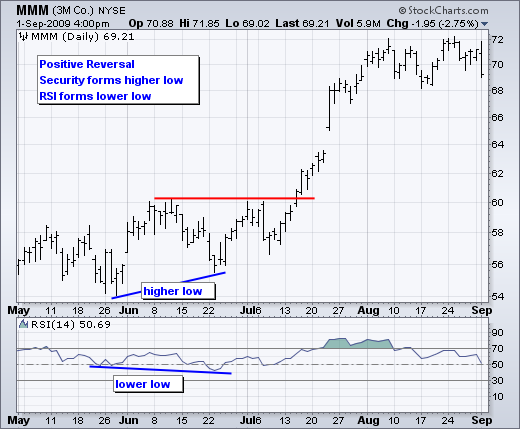 MMM (3M Co.) NYSE © StockCharts.com
1-Sep-2009 4:00pm Op 70.88 Hi 71.85 Lo 69.02 Last 69.21 Vol 5.9M Chg -1.95 (-2.75%)
MMM (Daily) 69.21
Positive Reversal
Security forms higher low
RSI forms lower low
72
70
68
66
64
62
60
58
56
54
higher low
May 11 18 26 Jun 8 15 22 Jul6 13 20 27 Aug 10 17 24 Sep
RSI(14) 50.69
90
70
50
30
10
lower low
May 11 18 26 Jun 8 15 22 Jul6 13 20 27 Aug 10 17 24 Sep